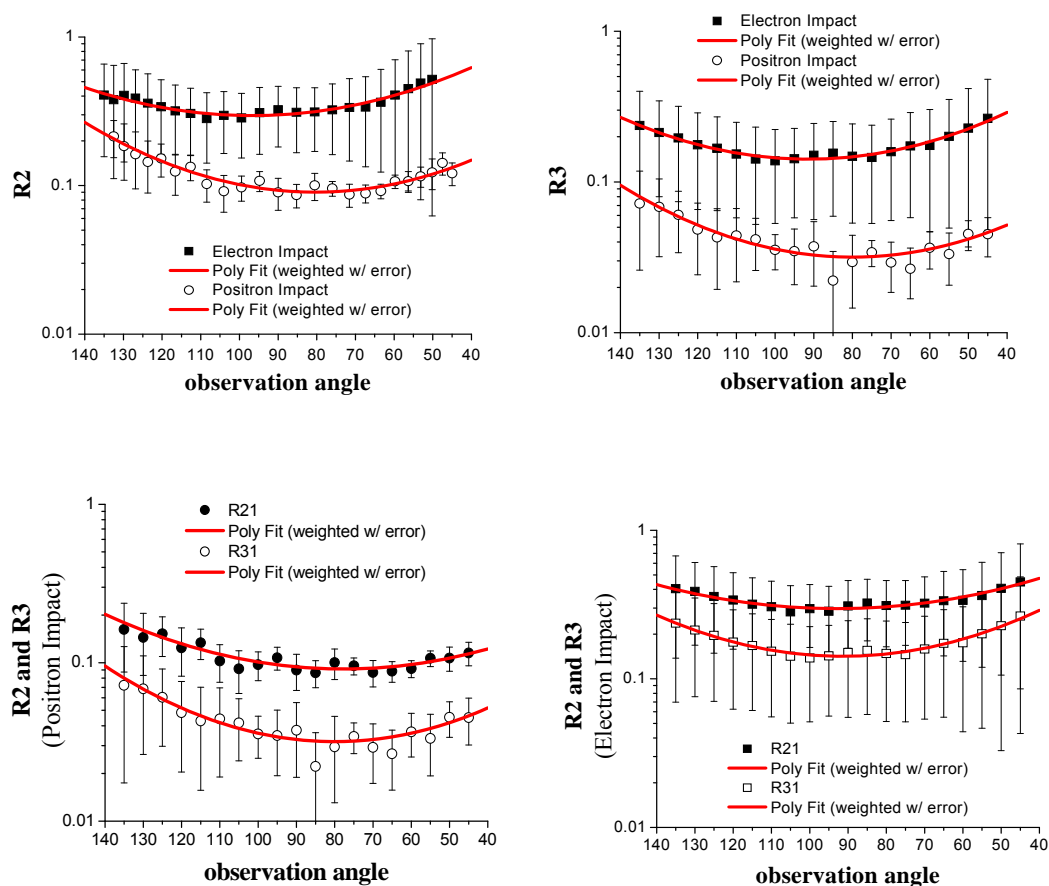 Electron Impact
Poly Fit (weighted w/ error)
Positron Impact
Poly Fit (weighted w/ error)
1
0.1
0.01
R2
140 130 120 110 100 90 80 70 60 50 40
observation angle
Electron Impact
Poly Fit (weighted w/ error)
Positron Impact
Poly Fit (weighted w/ error)
1
0.1
0.01
R3
140 130 120 110 100 90 80 70 60 50 40
observation angle
R21
Poly Fit (weighted w/ error)
R31
Poly Fit (weighted w/ error)
1
0.1
0.01
R2 and R3
(Positron Impact)
140 130 120 110 100 90 80 70 60 50 40
observation angle
1
0.1
0.01
R2 and R3
(Electron Impact)
R21
Poly Fit (weighted w/ error)
R31
Poly Fit (weighted w/ error)
140 130 120 110 100 90 80 70 60 50 40
observation angle